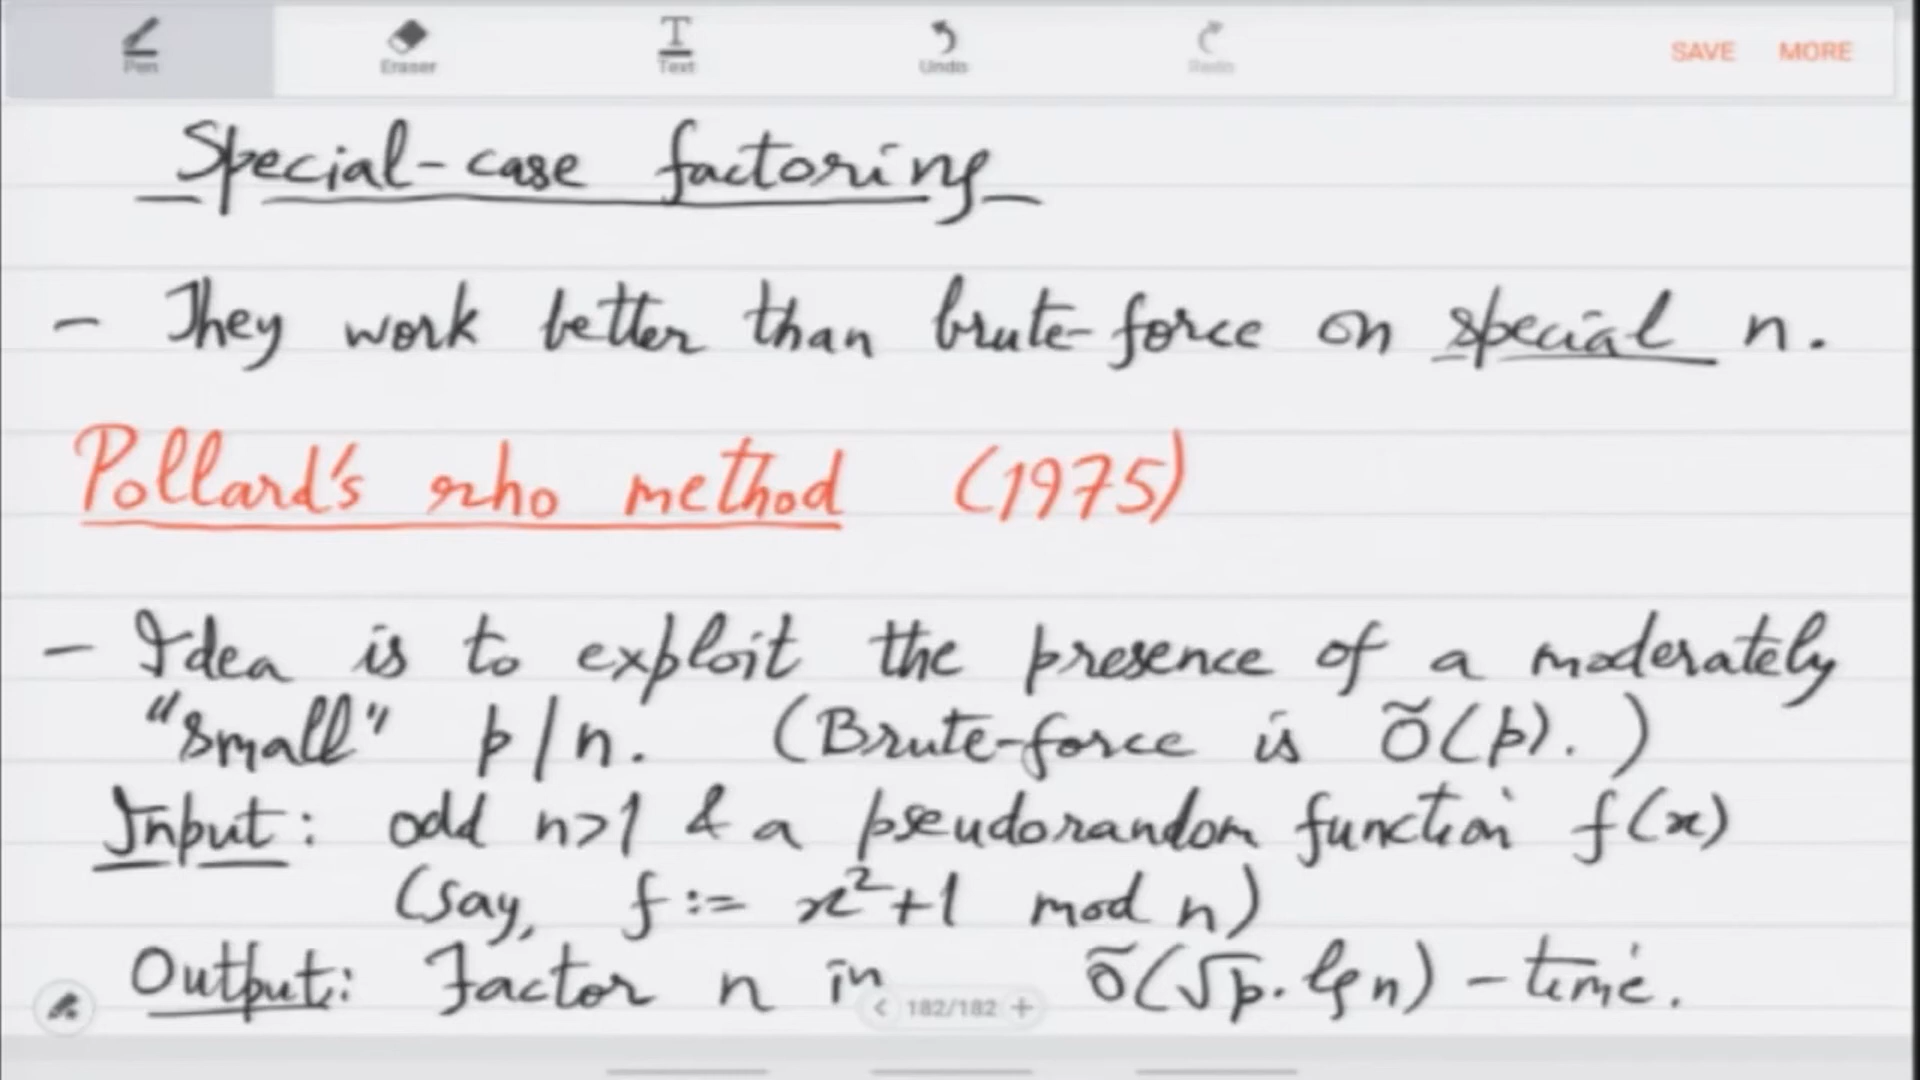 Pen Eraser Text Undo Redo SAVE MORE
Special-case factoring
- They work better than brute-force on special n.
Pollard's rho method (1975)
- Idea is to exploit the presence of a moderately
"small" p/n. (Brute-force is Õ(p).)
Input: odd n>1 & a pseudorandom function f(x)
(say, f := x²+1 mod n)
Output: Factor n in Õ(√p. lg n) - time.
< 182/182 +